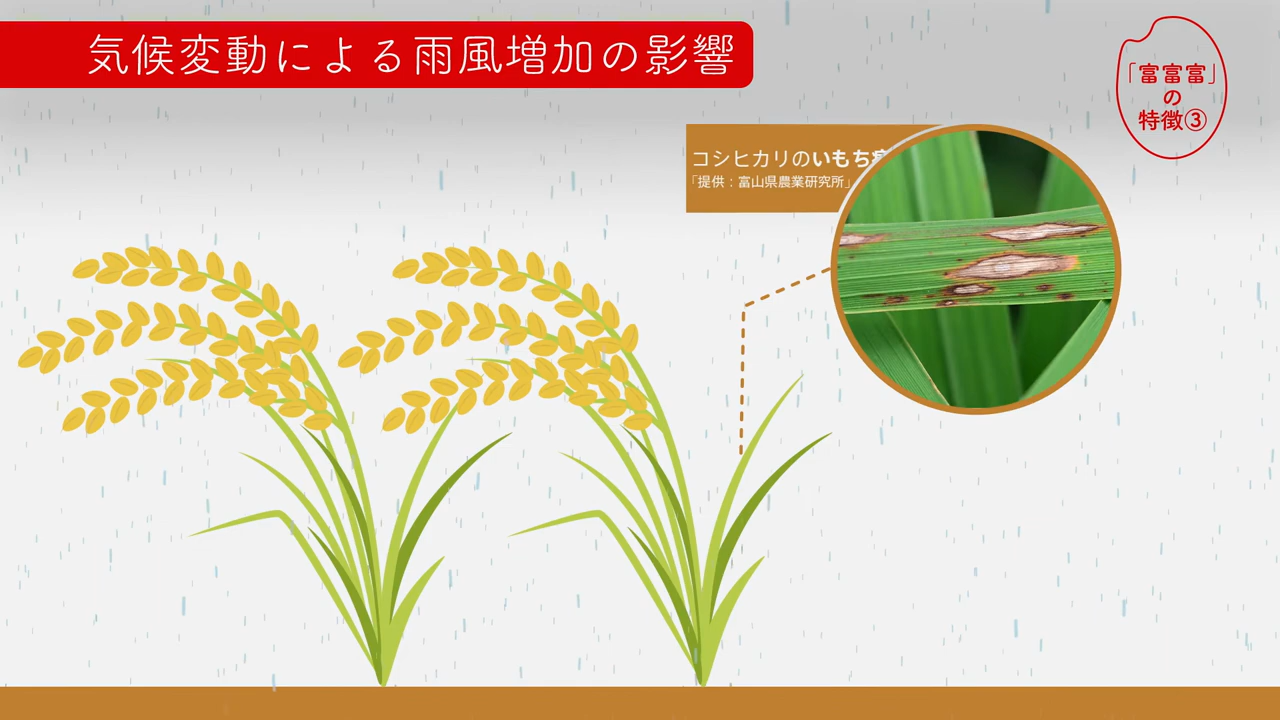 気候変動による雨風増加の影響
「富富富」
の
特徴③
コシヒカリのいもち
「提供：富山県農業研究所」